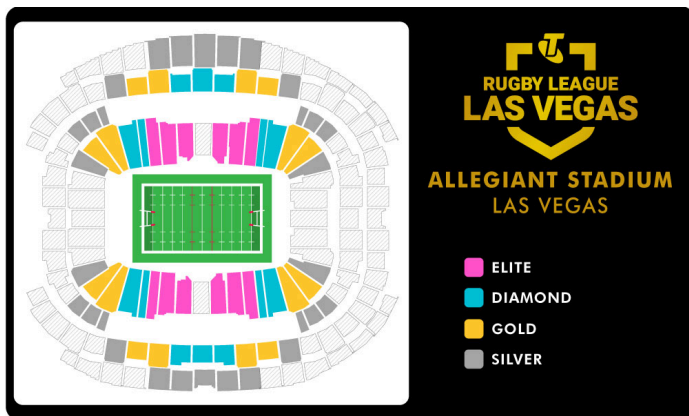 RUGBY LEAGUE
LAS VEGAS
ALLEGIANT STADIUM
LAS VEGAS
ELITE
DIAMOND
GOLD
SILVER